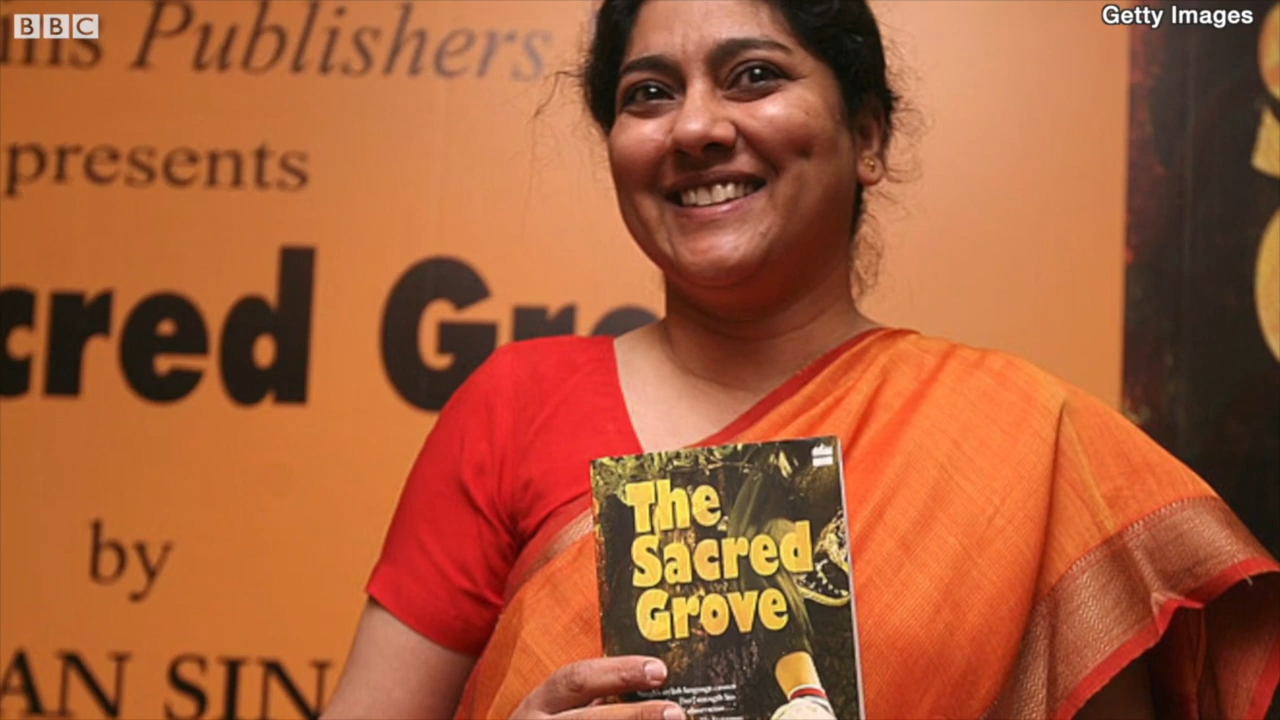 BBC
Getty Images
Publishers
presents
cred Gro
by
AN SIN
The
Sacred
Grove